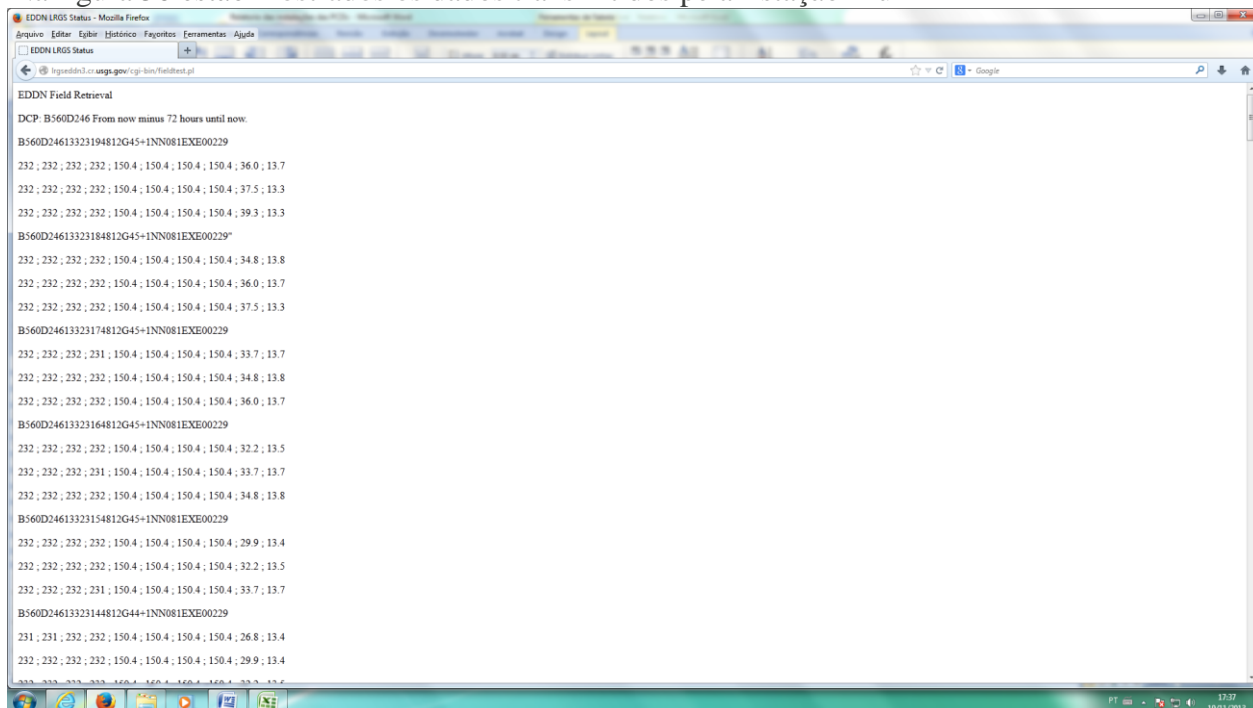 EDDN LRGS Status - Mozilla Firefox
Arquivo Editar Exibir Histórico Favoritos Ferramentas Ajuda
EDDN LRGS Status +
lrgseddn3.cr.usgs.gov/cgi-bin/fieldtest.pl
Google
EDDN Field Retrieval
DCP: B560D246 From now minus 72 hours until now.
B560D24613323194812G45+1NN081EXE00229
232 ; 232 ; 232 ; 232 ; 150.4 ; 150.4 ; 150.4 ; 150.4 ; 36.0 ; 13.7
232 ; 232 ; 232 ; 232 ; 150.4 ; 150.4 ; 150.4 ; 150.4 ; 37.5 ; 13.3
232 ; 232 ; 232 ; 232 ; 150.4 ; 150.4 ; 150.4 ; 150.4 ; 39.3 ; 13.3
B560D24613323184812G45+1NN081EXE00229"
232 ; 232 ; 232 ; 232 ; 150.4 ; 150.4 ; 150.4 ; 150.4 ; 34.8 ; 13.8
232 ; 232 ; 232 ; 232 ; 150.4 ; 150.4 ; 150.4 ; 150.4 ; 36.0 ; 13.7
232 ; 232 ; 232 ; 232 ; 150.4 ; 150.4 ; 150.4 ; 150.4 ; 37.5 ; 13.3
B560D24613323174812G45+1NN081EXE00229
232 ; 232 ; 232 ; 231 ; 150.4 ; 150.4 ; 150.4 ; 150.4 ; 33.7 ; 13.7
232 ; 232 ; 232 ; 232 ; 150.4 ; 150.4 ; 150.4 ; 150.4 ; 34.8 ; 13.8
232 ; 232 ; 232 ; 232 ; 150.4 ; 150.4 ; 150.4 ; 150.4 ; 36.0 ; 13.7
B560D24613323164812G45+1NN081EXE00229
232 ; 232 ; 232 ; 232 ; 150.4 ; 150.4 ; 150.4 ; 150.4 ; 32.2 ; 13.5
232 ; 232 ; 232 ; 231 ; 150.4 ; 150.4 ; 150.4 ; 150.4 ; 33.7 ; 13.7
232 ; 232 ; 232 ; 232 ; 150.4 ; 150.4 ; 150.4 ; 150.4 ; 34.8 ; 13.8
B560D24613323154812G45+1NN081EXE00229
232 ; 232 ; 232 ; 232 ; 150.4 ; 150.4 ; 150.4 ; 150.4 ; 29.9 ; 13.4
232 ; 232 ; 232 ; 232 ; 150.4 ; 150.4 ; 150.4 ; 150.4 ; 32.2 ; 13.5
232 ; 232 ; 232 ; 231 ; 150.4 ; 150.4 ; 150.4 ; 150.4 ; 33.7 ; 13.7
B560D24613323144812G44+1NN081EXE00229
231 ; 231 ; 232 ; 232 ; 150.4 ; 150.4 ; 150.4 ; 150.4 ; 26.8 ; 13.4
232 ; 232 ; 232 ; 232 ; 150.4 ; 150.4 ; 150.4 ; 150.4 ; 29.9 ; 13.4
PT
17:37